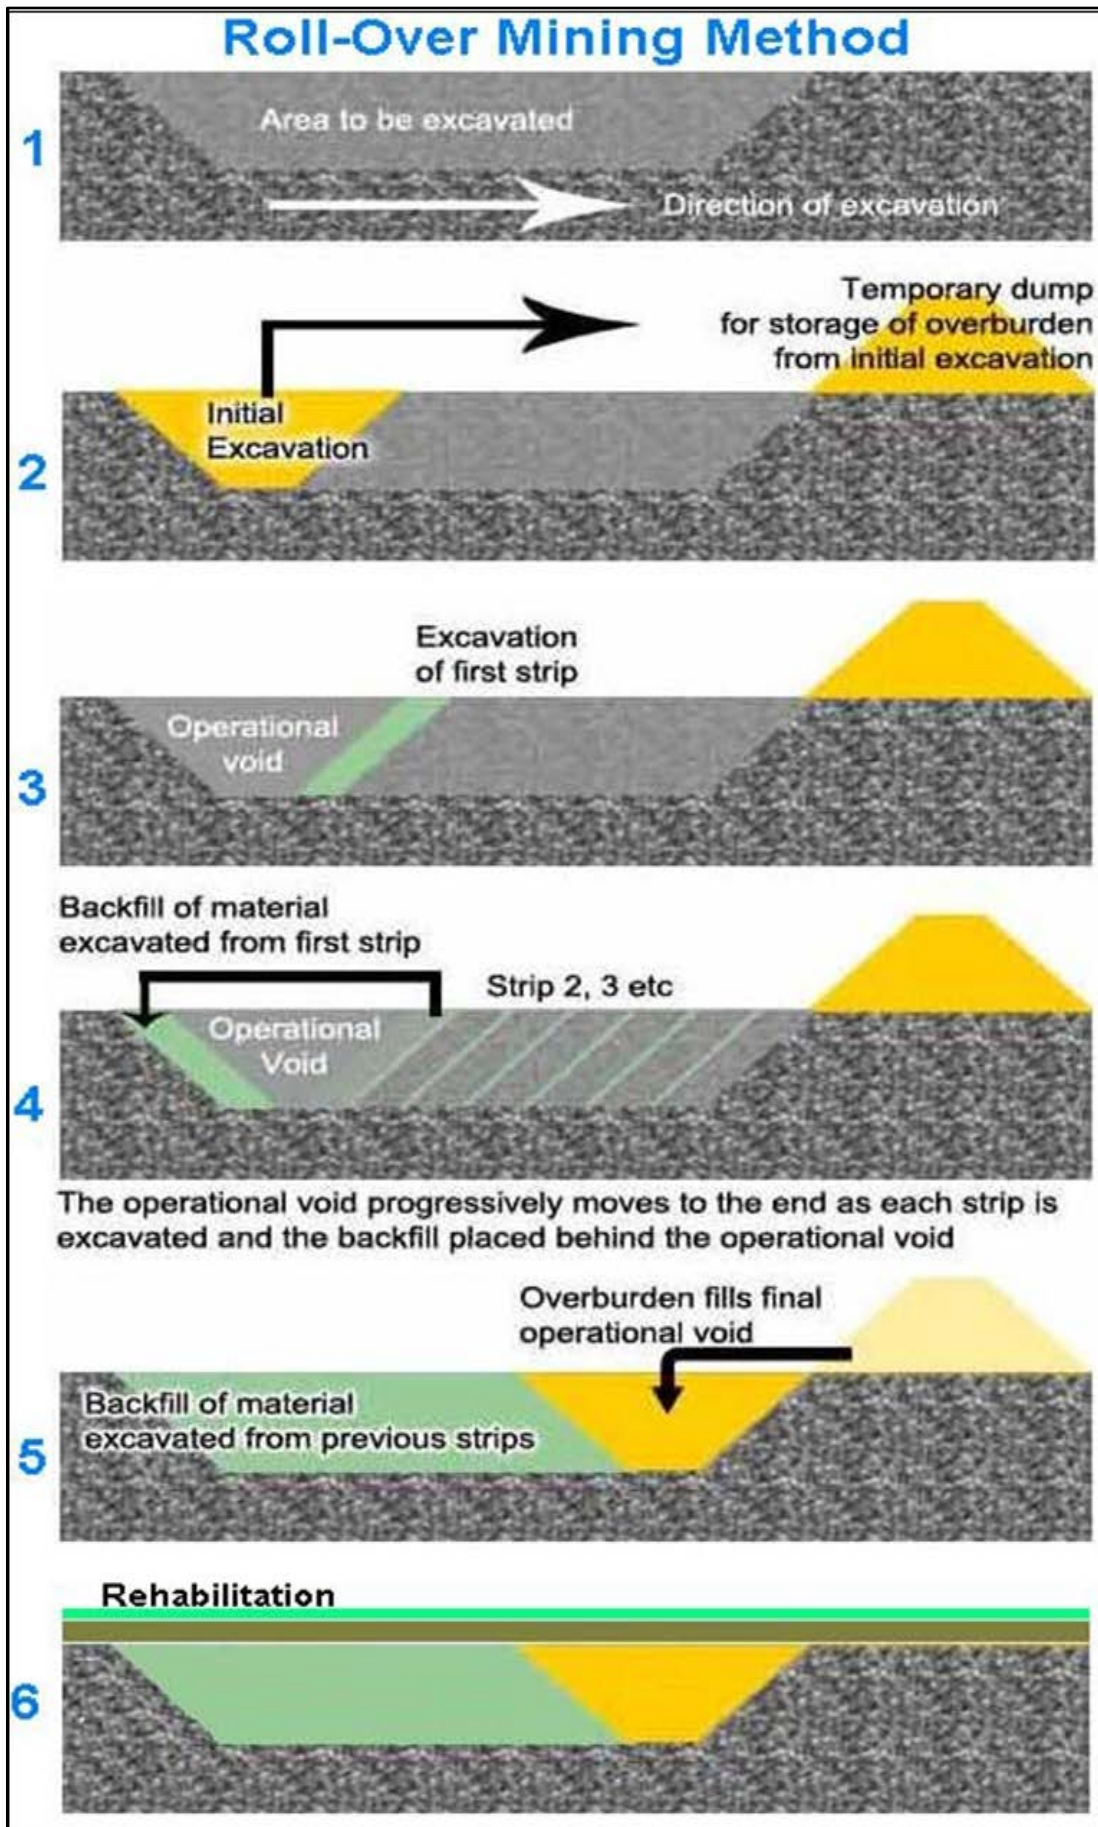 Roll-Over Mining Method
1
Area to be excavated
Direction of excavation
2
Temporary dump
for storage of overburden
from initial excavation
Initial
Excavation
3
Excavation
of first strip
Operational
void
4
Backfill of material
excavated from first strip
Strip 2, 3 etc
Operational
Void
The operational void progressively moves to the end as each strip is
excavated and the backfill placed behind the operational void
5
Overburden fills final
operational void
Backfill of material
excavated from previous strips
6
Rehabilitation